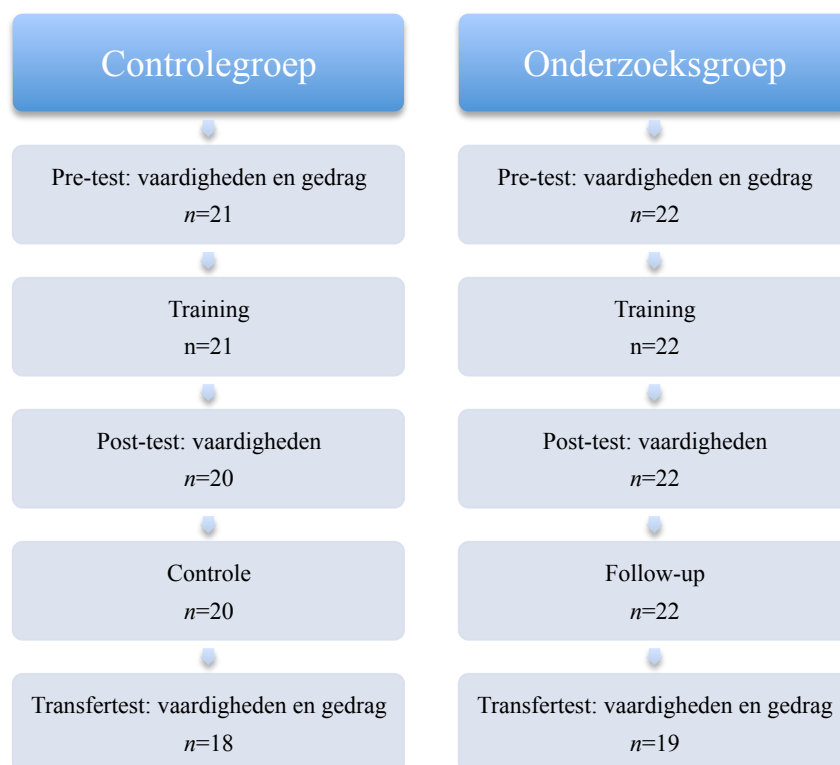 Controlegroep
Pre-test: vaardigheden en gedrag
n=21
Training
n=21
Post-test: vaardigheden
n=20
Controle
n=20
Transfertest: vaardigheden en gedrag
n=18
Onderzoeksgroep
Pre-test: vaardigheden en gedrag
n=22
Training
n=22
Post-test: vaardigheden
n=22
Follow-up
n=22
Transfertest: vaardigheden en gedrag
n=19